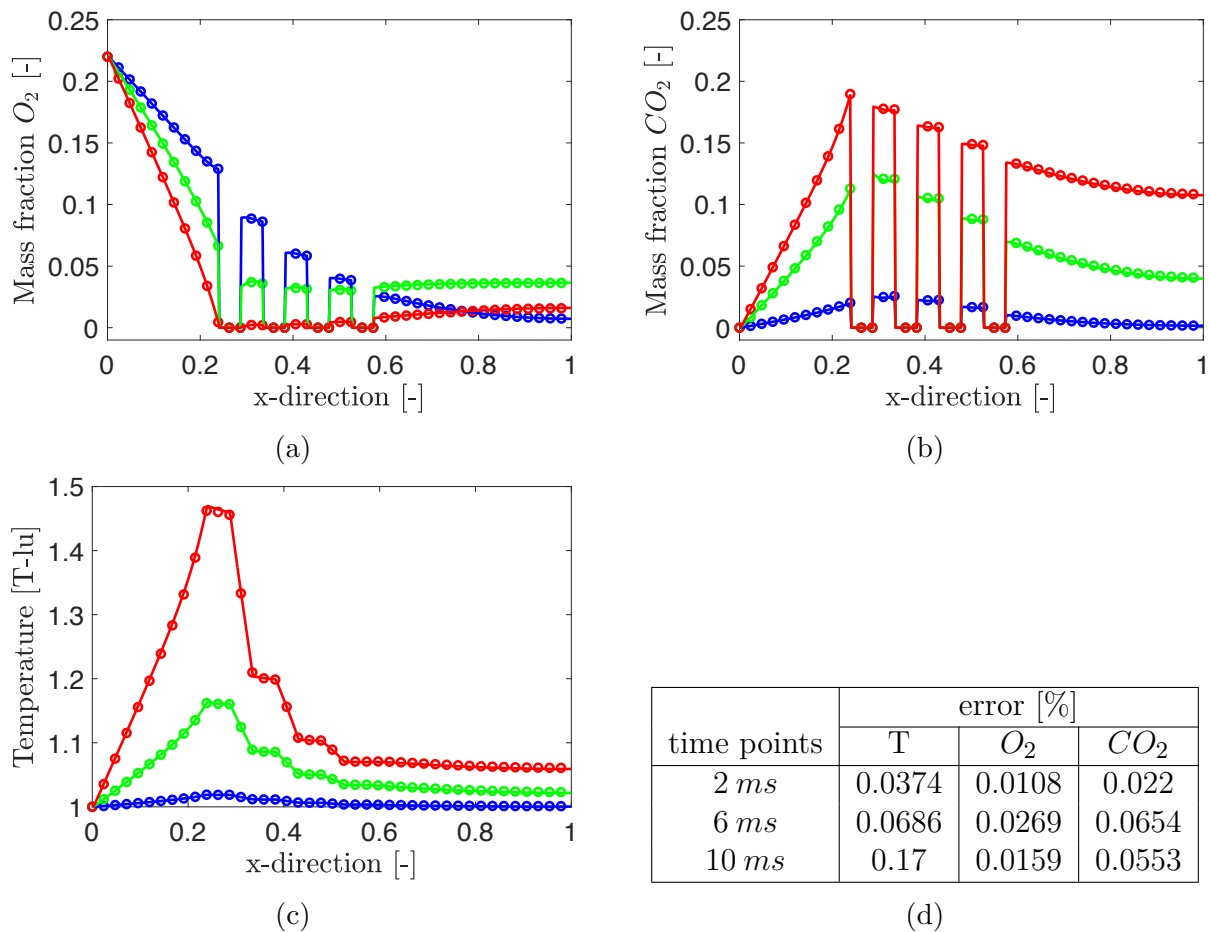 0.25
0.2
0.15
0.1
0.05
0
Mass fraction O2 [-]
0 0.2 0.4 0.6 0.8 1
x-direction [-]
(a)
0.25
0.2
0.15
0.1
0.05
0
Mass fraction CO2 [-]
0 0.2 0.4 0.6 0.8 1
x-direction [-]
(b)
1.5
1.4
1.3
1.2
1.1
1
Temperature [T-lu]
0 0.2 0.4 0.6 0.8 1
x-direction [-]
(c)
error [%]
time points T O2 CO2
2 ms 0.0374 0.0108 0.022
6 ms 0.0686 0.0269 0.0654
10 ms 0.17 0.0159 0.0553
(d)